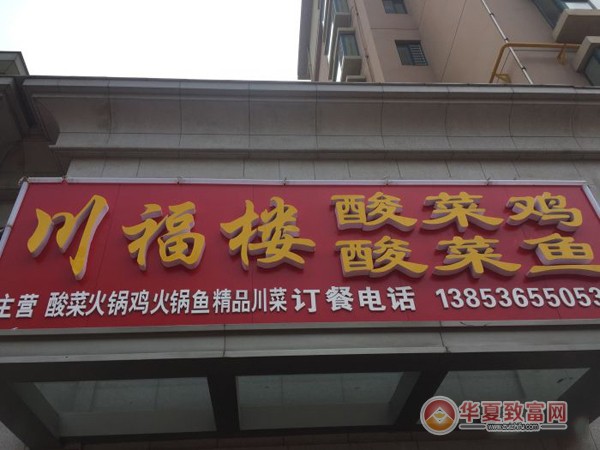 川福楼
酸菜鸡
酸菜鱼
主营 酸菜火锅鸡火锅鱼精品川菜 订餐电话 13853655053
华夏致富网